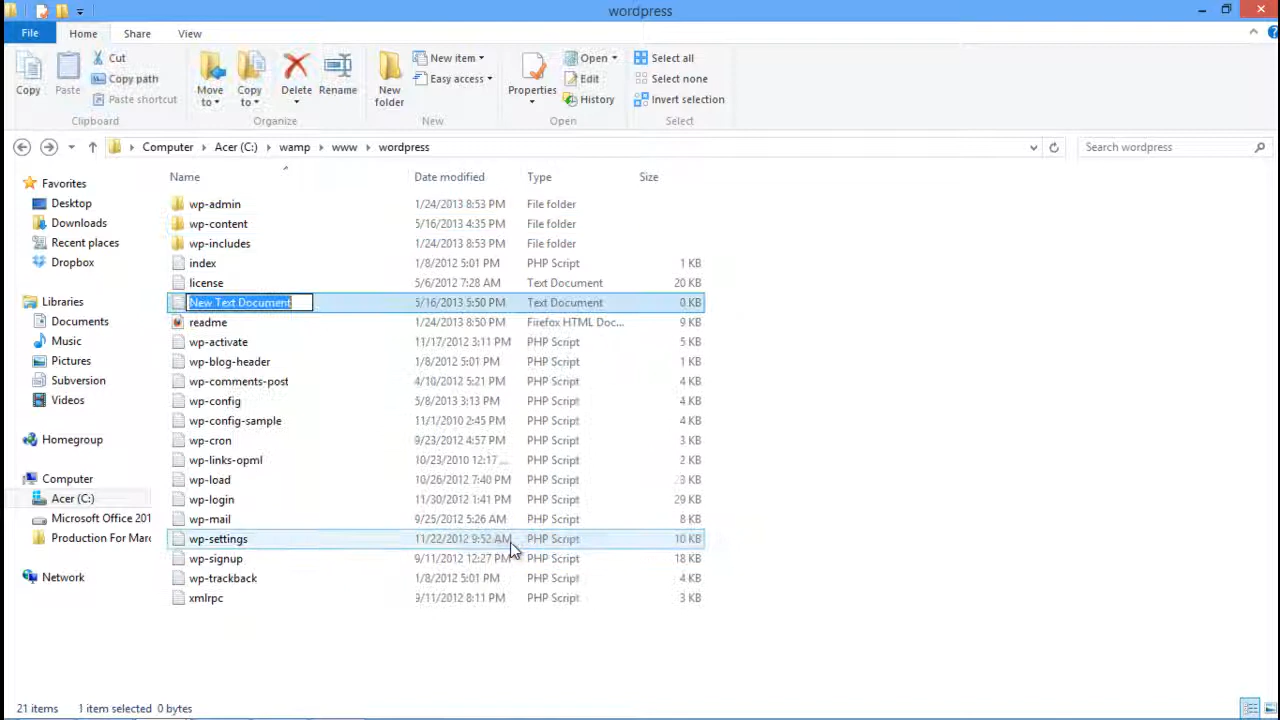 wordpress
File Home Share View
Copy Paste Cut Copy path Paste shortcut Move to Copy to Delete Rename New folder New item Easy access Properties Open Edit History Select all Select none Invert selection
Clipboard Organize New Open Select
Computer Acer (C:) wamp www wordpress Search wordpress
Name Date modified Type Size
Favorites
Desktop
Downloads
Recent places
Dropbox
Libraries
Documents
Music
Pictures
Subversion
Videos
Homegroup
Computer
Acer (C:)
Microsoft Office 201
Production For Marc
Network
wp-admin 1/24/2013 8:53 PM File folder
wp-content 5/16/2013 4:35 PM File folder
wp-includes 1/24/2013 8:53 PM File folder
index 1/8/2012 5:01 PM PHP Script 1 KB
license 5/6/2012 7:28 AM Text Document 20 KB
New Text Document 5/16/2013 5:50 PM Text Document 0 KB
readme 1/24/2013 8:50 PM Firefox HTML Doc... 9 KB
wp-activate 11/17/2012 3:11 PM PHP Script 5 KB
wp-blog-header 1/8/2012 5:01 PM PHP Script 1 KB
wp-comments-post 4/10/2012 5:21 PM PHP Script 4 KB
wp-config 5/8/2013 3:13 PM PHP Script 4 KB
wp-config-sample 11/1/2010 2:45 PM PHP Script 4 KB
wp-cron 9/23/2012 4:57 PM PHP Script 3 KB
wp-links-opml 10/23/2010 12:17 ... PHP Script 2 KB
wp-load 10/26/2012 7:40 PM PHP Script 3 KB
wp-login 11/30/2012 1:41 PM PHP Script 29 KB
wp-mail 9/25/2012 5:26 AM PHP Script 8 KB
wp-settings 11/22/2012 9:52 AM PHP Script 10 KB
wp-signup 9/11/2012 12:27 PM PHP Script 18 KB
wp-trackback 1/8/2012 5:01 PM PHP Script 4 KB
xmlrpc 9/11/2012 8:11 PM PHP Script 3 KB
21 items 1 item selected 0 bytes